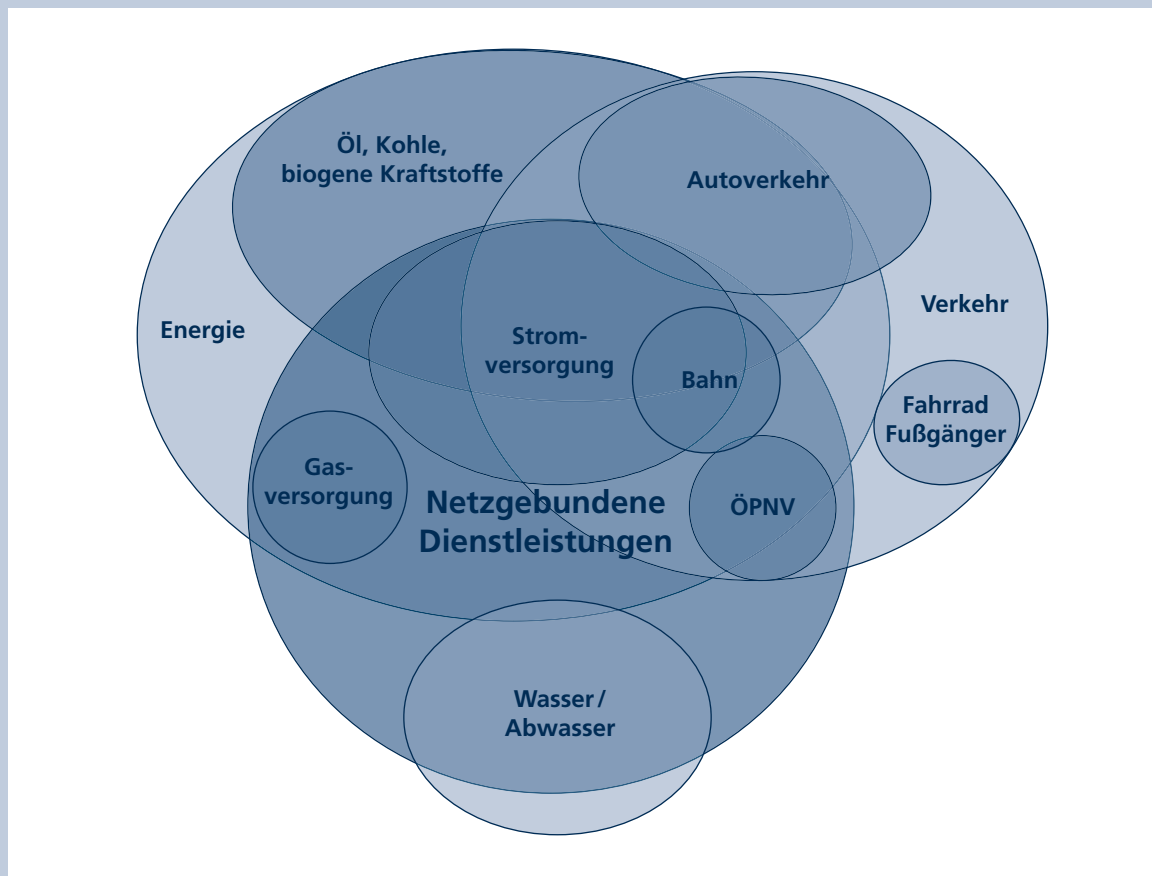 Öl, Kohle,
biogene Kraftstoffe
Autoverkehr
Verkehr
Energie
Strom-
versorgung
Bahn
Fahrrad
Fußgänger
Gas-
versorgung
Netzgebundene
Dienstleistungen
ÖPNV
Wasser/
Abwasser